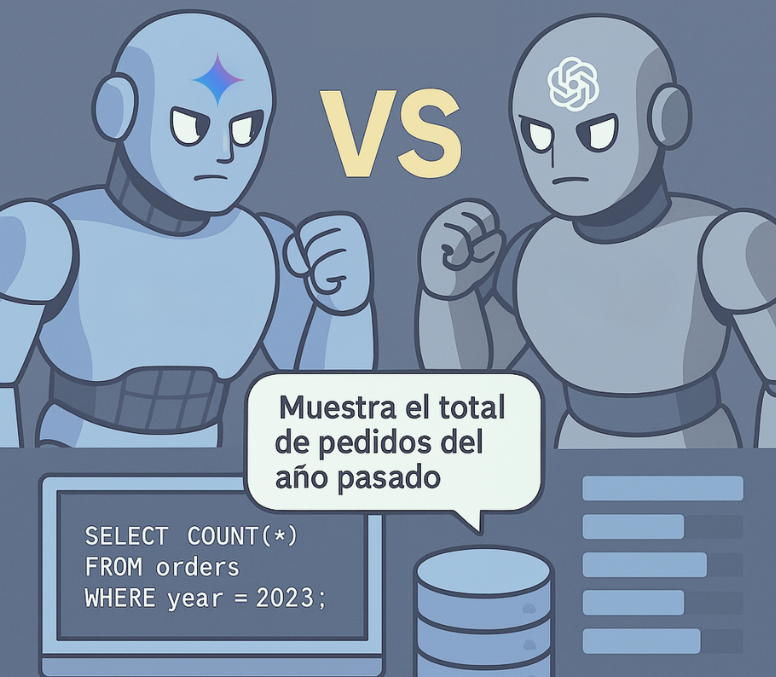 VS
Muestra el total
de pedidos del
año pasado
SELECT COUNT(*)
FROM orders
WHERE year = 2023;